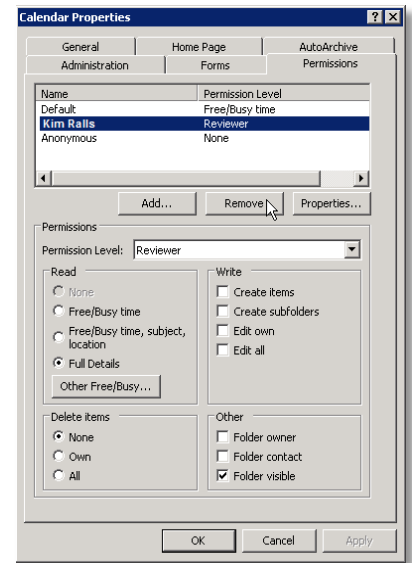 Calendar Properties
General Home Page AutoArchive
Administration Forms Permissions
Name Permission Level
Default Free/Busy time
Kim Ralls Reviewer
Anonymous None
Add... Remove Properties...
Permissions
Permission Level: Reviewer
Read
None
Free/Busy time
Free/Busy time, subject,
location
Full Details
Other Free/Busy...
Write
Create items
Create subfolders
Edit own
Edit all
Delete items
None
Own
All
Other
Folder owner
Folder contact
Folder visible
OK Cancel Apply